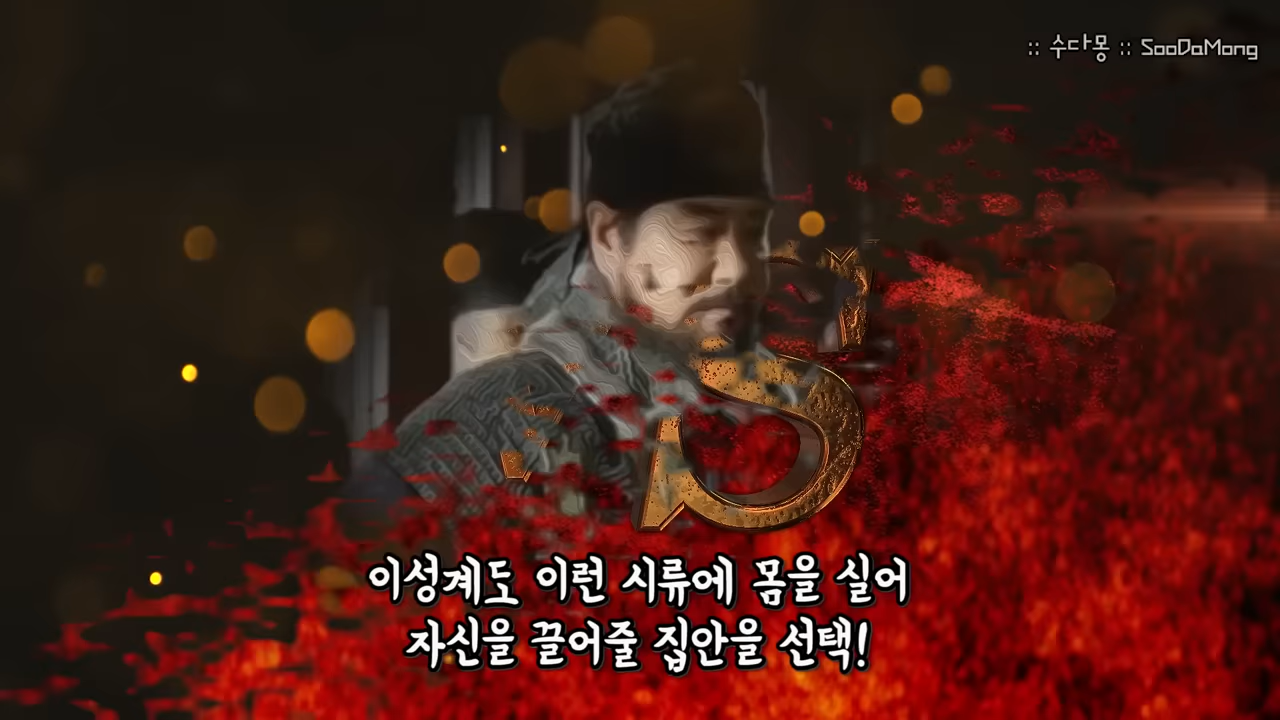 :: 수다몽 :: SooDaMong
S
이성계도 이런 시류에 몸을 실어
자신을 끌어줄 집안을 선택!